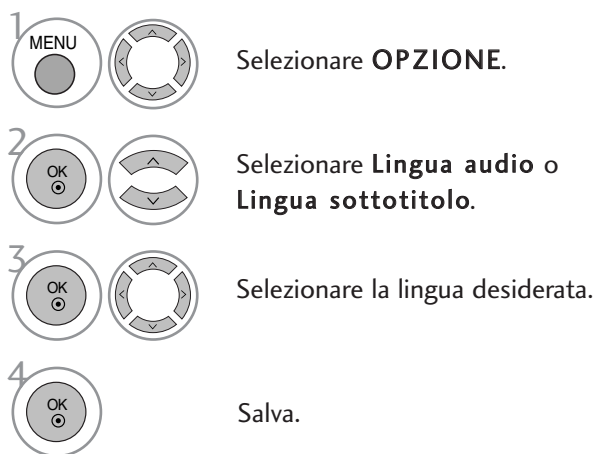 1
MENU
Selezionare OPZIONE.
2
OK
Selezionare Lingua audio o
Lingua sottotitolo.
3
OK
Selezionare la lingua desiderata.
4
OK
Salva.